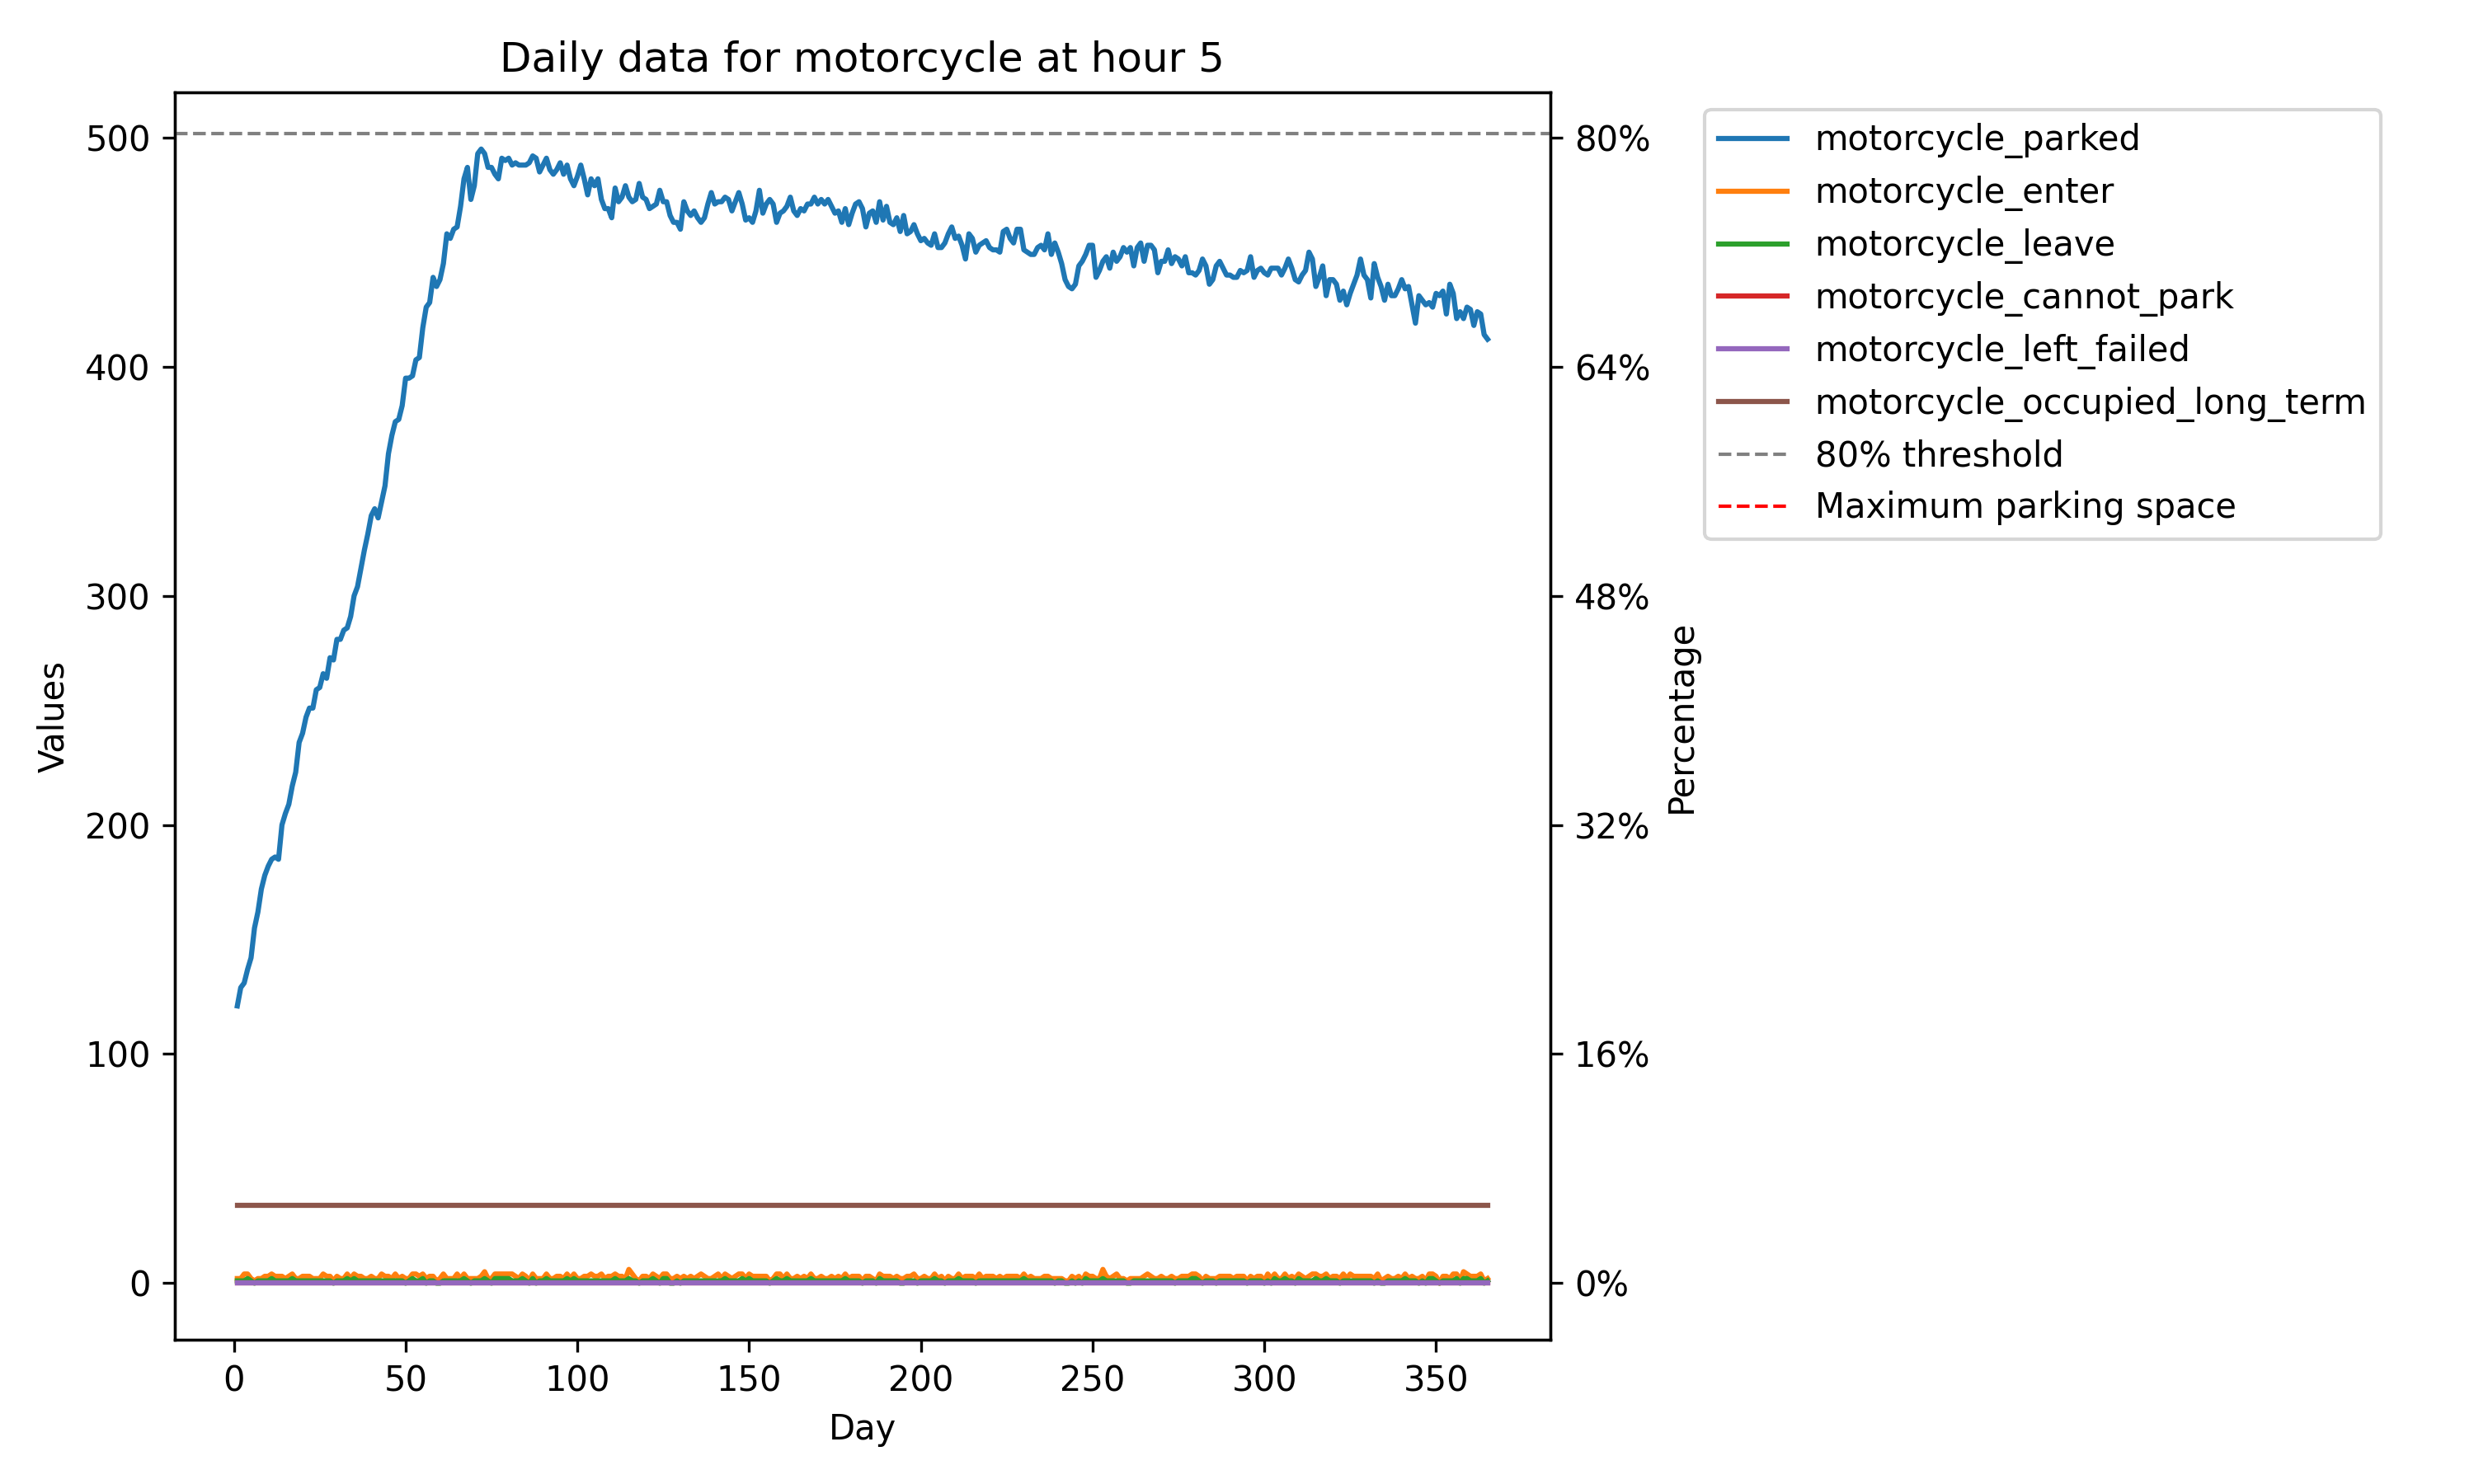 Daily data for motorcycle at hour 5
500
400
300
200
100
0
Values
0
50
100
150
200
250
300
350
Day
80%
64%
48%
32%
16%
0%
Percentage
motorcycle_parked
motorcycle_enter
motorcycle_leave
motorcycle_cannot_park
motorcycle_left_failed
motorcycle_occupied_long_term
80% threshold
Maximum parking space